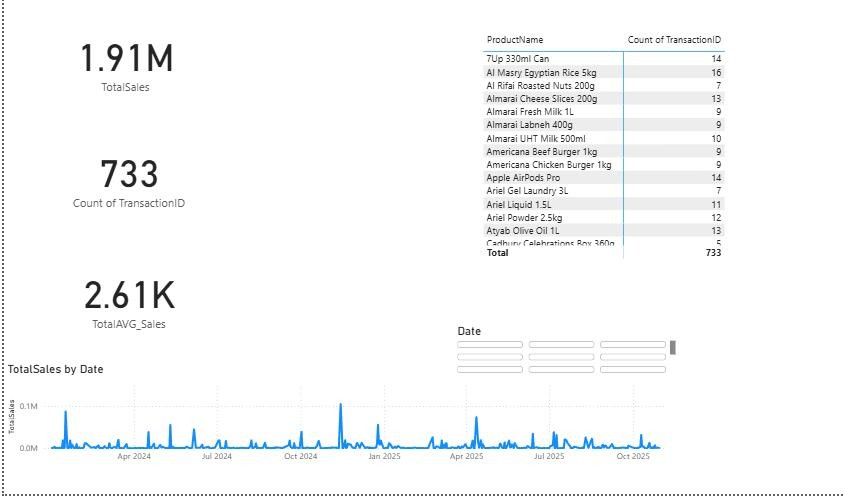 1.91M
TotalSales
733
Count of TransactionID
2.61K
TotalAVG_Sales
ProductName Count of TransactionID
7Up 330ml Can 14
Al Masry Egyptian Rice 5kg 16
Al Rifai Roasted Nuts 200g 7
Almarai Cheese Slices 200g 13
Almarai Fresh Milk 1L 9
Almarai Labneh 400g 9
Almarai UHT Milk 500ml 10
Americana Beef Burger 1kg 9
Americana Chicken Burger 1kg 9
Apple AirPods Pro 14
Ariel Gel Laundry 3L 7
Ariel Liquid 1.5L 11
Ariel Powder 2.5kg 12
Atyab Olive Oil 1L 13
Cadbury Celebrations Box 360g 5
Total 733
Date
TotalSales by Date
TotalSales
0.1M
0.0M
Apr 2024 Jul 2024 Oct 2024 Jan 2025 Apr 2025 Jul 2025 Oct 2025